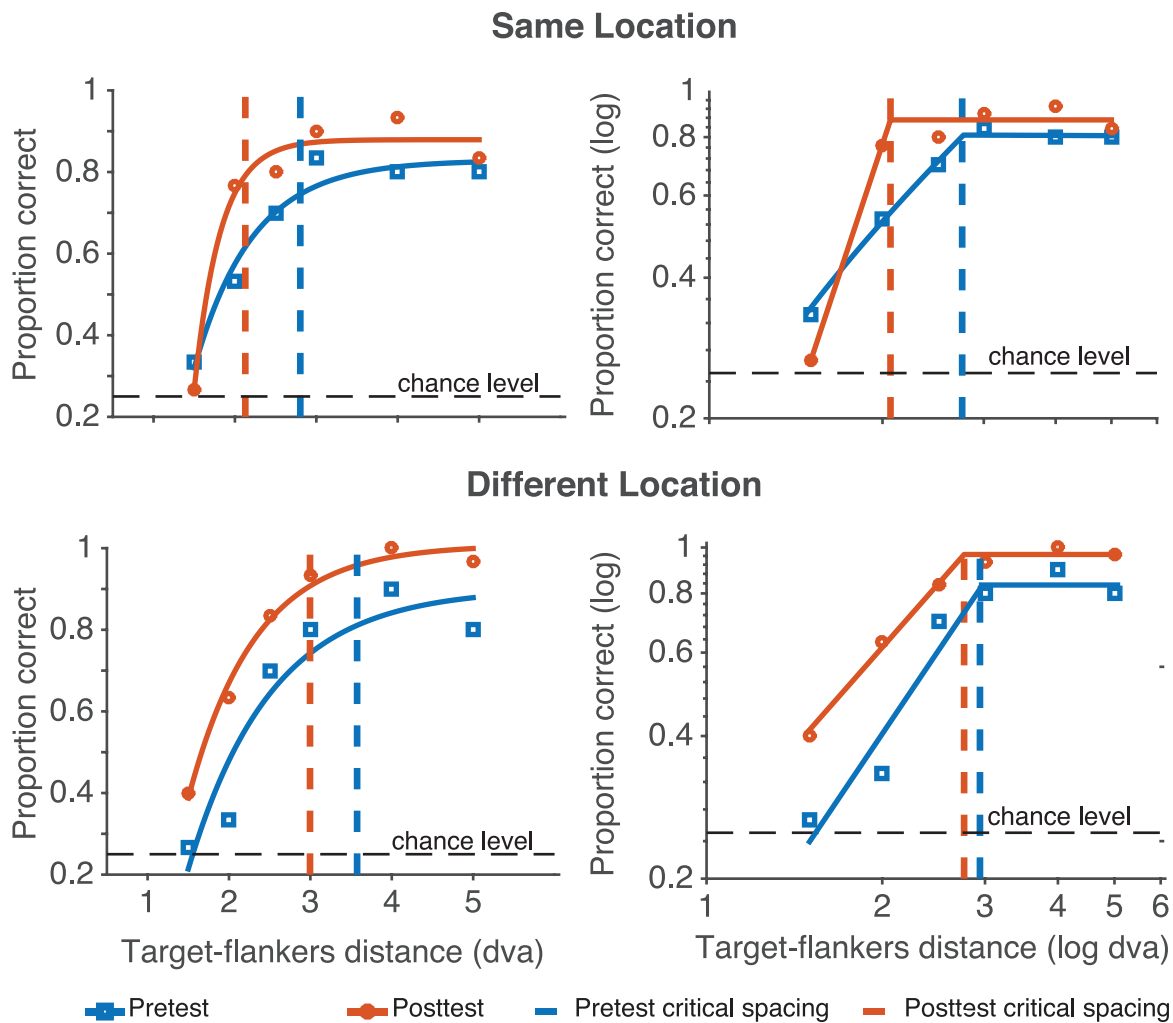 Same Location
Proportion correct
1
0.8
0.6
0.4
0.2
chance level
Proportion correct (log)
1
0.8
0.4
0.2
chance level
Different Location
Proportion correct
1
0.8
0.6
0.4
0.2
chance level
1 2 3 4 5
Target-flankers distance (dva)
Proportion correct (log)
1
0.8
0.6
0.4
0.2
chance level
1 2 3 4 5 6
Target-flankers distance (log dva)
Pretest Posttest Pretest critical spacing Posttest critical spacing